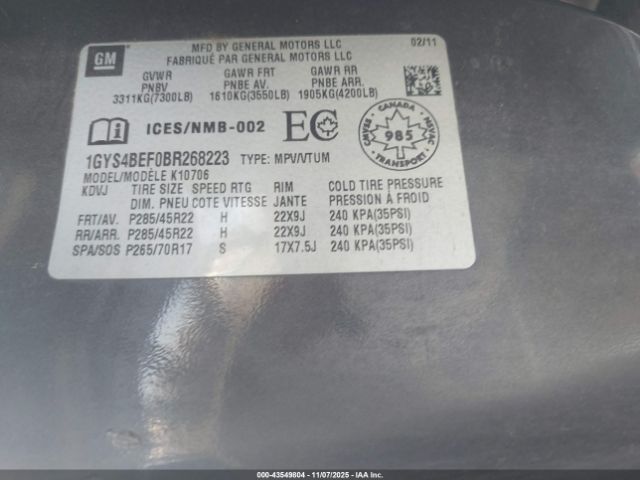 GM
MFD BY GENERAL MOTORS LLC 02/11
FABRIQUÉ PAR GENERAL MOTORS LLC
GVWR GAWR FRT GAWR RR
PNBV PNBE AV. PNBE ARR.
3311KG(7300LB) 1610KG(3550LB) 1905KG(4200LB)
ICES/NMB-002 EC
CANADA
985
TRANSPORT
CMVSS
NSVAC
1GYS4BEF0BR268223 TYPE: MPV/VTUM
MODEL/MODÈLE K10706
KDVJ TIRE SIZE SPEED RTG RIM COLD TIRE PRESSURE
DIM. PNEU COTE VITESSE JANTE PRESSION À FROID
FRT/AV. P285/45R22 H 22X9J 240 KPA(35PSI)
RR/ARR. P285/45R22 H 22X9J 240 KPA(35PSI)
SPA/SOS P265/70R17 S 17X7.5J 240 KPA(35PSI)
000-43549804 - 11/07/2025 - IAAI INC.